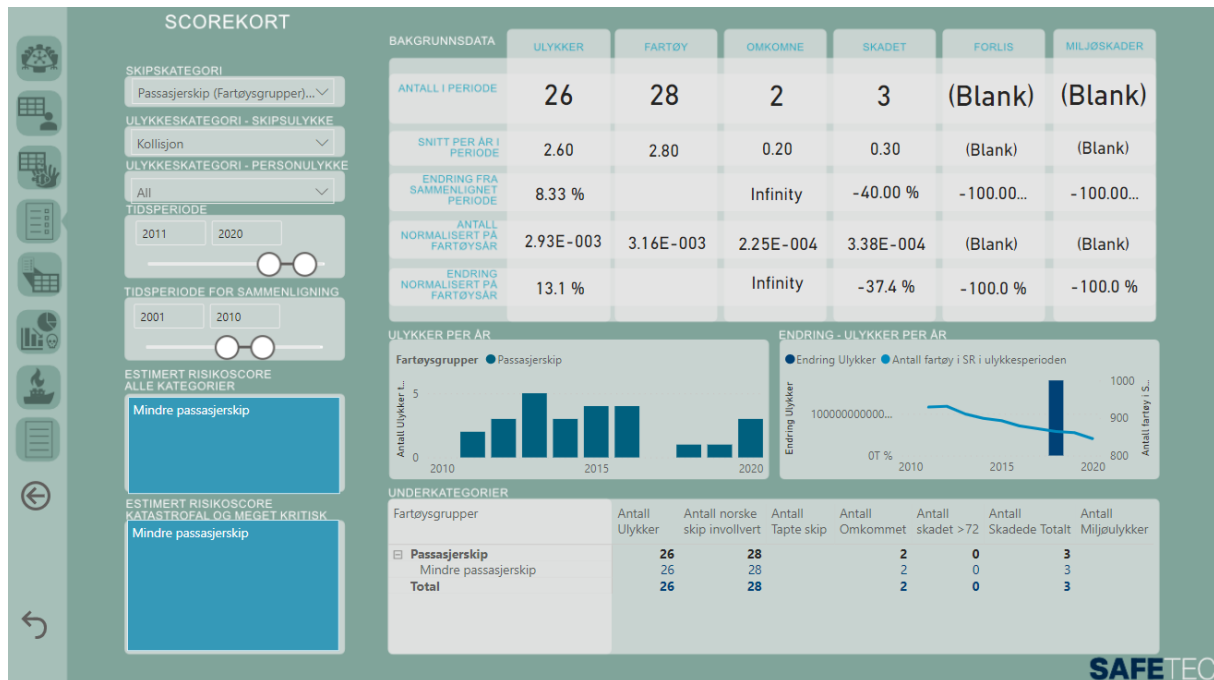 SCOREKORT
SKIPSKATEGORI
Passasjerskip (Fartøysgrupper)...
ULYKKESKATEGORI - SKIPSULYKKE
Kollisjon
ULYKKESKATEGORI - PERSONULYKKE
All
TIDSPERIODE
2011 2020
TIDSPERIODE FOR SAMMENLIGNING
2001 2010
ESTIMERT RISIKOSCORE
ALLE KATEGORIER
Mindre passasjerskip
ESTIMERT RISIKOSCORE
KATASTROFAL OG MEGET KRITISK
Mindre passasjerskip
BAKGRUNNSDATA ULYKKER FARTØY OMKOMNE SKADET FORLIS MILJØSKADER
ANTALL I PERIODE 26 28 2 3 (Blank) (Blank)
SNITT PER ÅR I
PERIODE 2.60 2.80 0.20 0.30 (Blank) (Blank)
ENDRING FRA
SAMMENLIGNET
PERIODE 8.33 % Infinity -40.00 % -100.00... -100.00...
ANTALL
NORMALISERT PÅ
FARTØYSÅR 2.93E-003 3.16E-003 2.25E-004 3.38E-004 (Blank) (Blank)
ENDRING
NORMALISERT PÅ
FARTØYSÅR 13.1 % Infinity -37.4 % -100.0 % -100.0 %
ULYKKER PER ÅR
Fartøysgrupper Passasjerskip
Antall Ulykker t...
5
0
2010 2015 2020
ENDRING - ULYKKER PER ÅR
Endring Ulykker Antall fartøy i SR i ulykkesperioden
Endring Ulykker
10000000000...
0T %
2010 2015 2020
1000
900
800
Antall fartøy i S...
UNDERKATEGORIER
Fartøysgrupper Antall Antall norske Antall Antall Antall Antall Antall
Ulykker skip involvert Tapte skip Omkommet skadet >72 Skadede Totalt Miljøulykker
Passasjerskip 26 28 2 0 3
Mindre passasjerskip 26 28 2 0 3
Total 26 28 2 0 3
SAFETEC